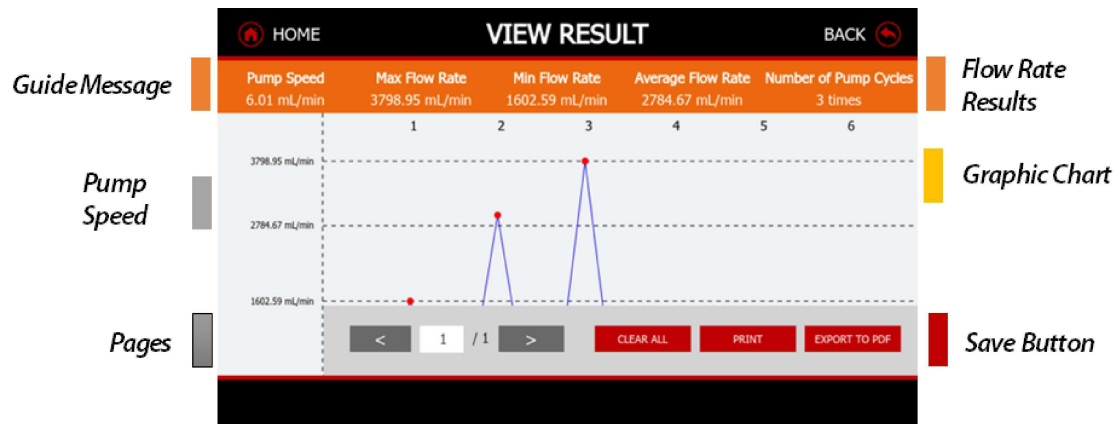 HOME
VIEW RESULT
BACK
Guide Message
Pump Speed
Max Flow Rate
Min Flow Rate
Average Flow Rate
Number of Pump Cycles
6.01 mL/min
3798.95 mL/min
1602.59 mL/min
2784.67 mL/min
3 times
Flow Rate
Results
1 2 3 4 5 6
3798.95 mL/min
Graphic Chart
Pump
Speed
2784.67 mL/min
1602.59 mL/min
Pages
< 1 / 1 >
CLEAR ALL
PRINT
EXPORT TO PDF
Save Button